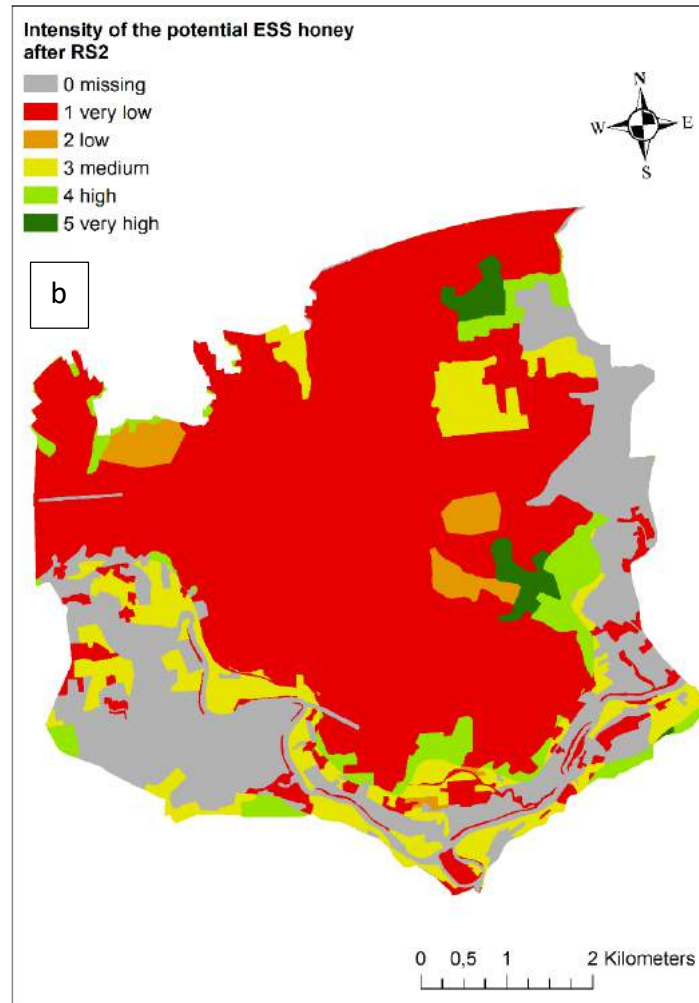 Intensity of the potential ESS honey
after RS2
0 missing
1 very low
2 low
3 medium
4 high
5 very high
N
W E
S
b
0 0,5 1 2 Kilometers